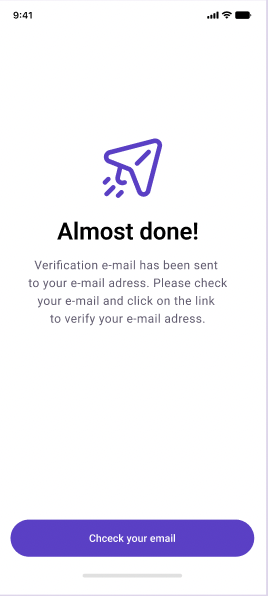 9:41
Almost done!
Verification e-mail has been sent
to your e-mail adress. Please check
your e-mail and click on the link
to verify your e-mail adress.
Chceck your email